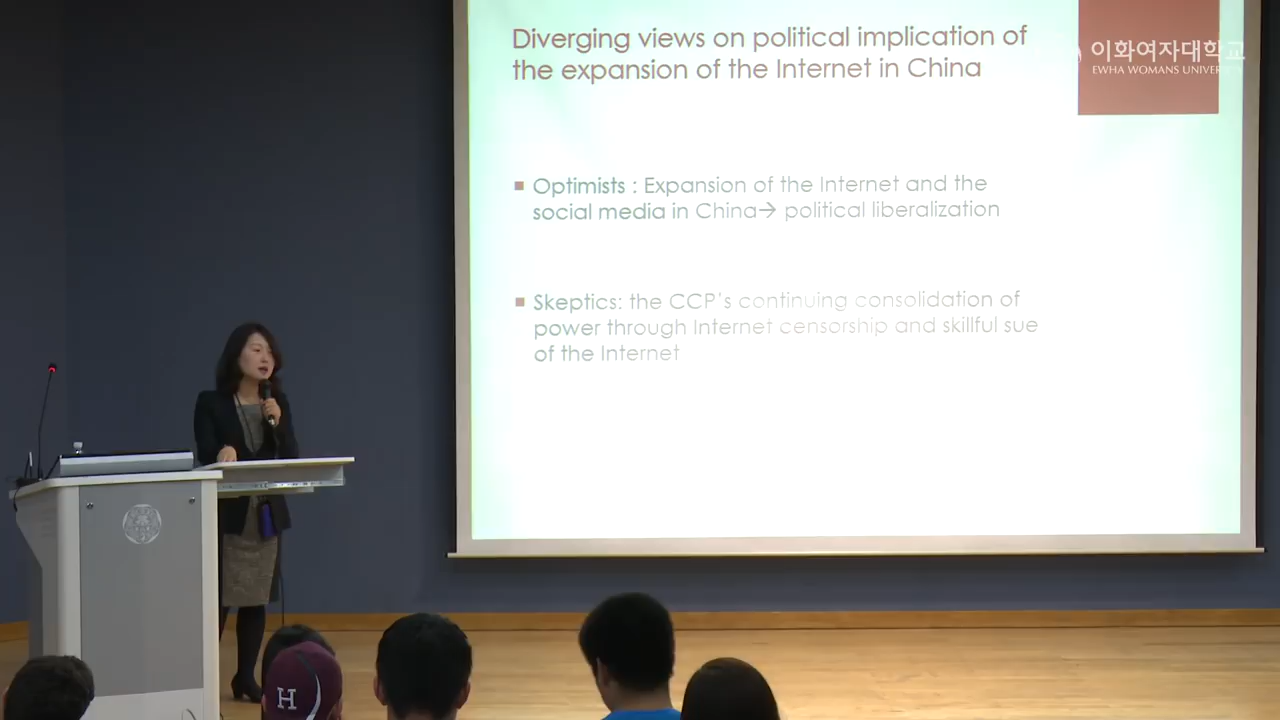 Diverging views on political implication of
the expansion of the Internet in China
이화여자대학교
EWHA WOMANS UNIVERSITY
▪ Optimists : Expansion of the Internet and the
social media in China→ political liberalization
▪ Skeptics: the CCP's continuing consolidation of
power through Internet censorship and skillful sue
of the Internet
H